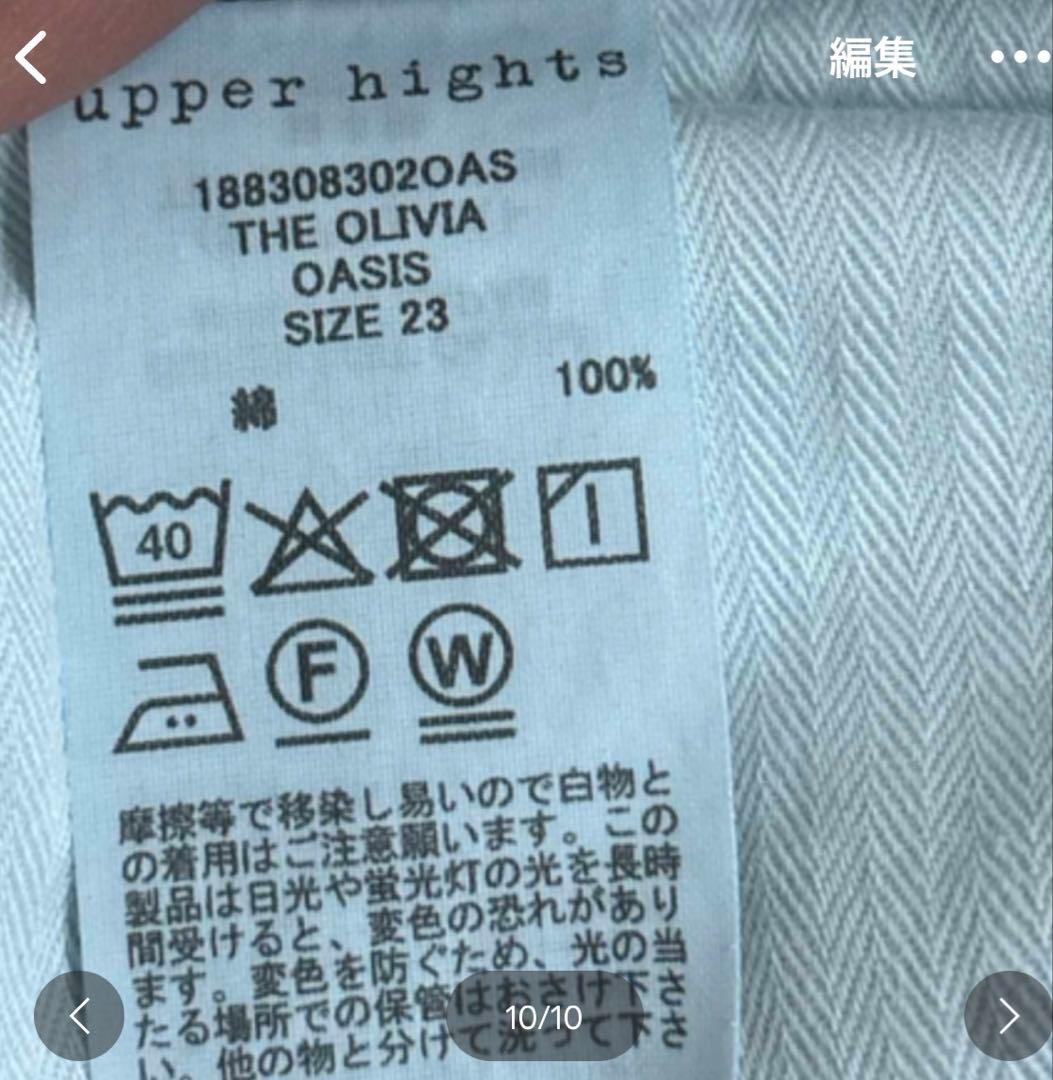 編集
upper hights
188308302OAS
THE OLIVIA
OASIS
SIZE 23
綿 100%
40
F W
摩擦等で移染し易いので白物と
の着用はご注意願います。この
製品は日光や蛍光灯の光を長時
間受けると、変色の恐れがあり
ます。変色を防ぐため、光の当
たる場所での保管はおさけ下さ
い。他の物と分けて洗って下さ
10/10